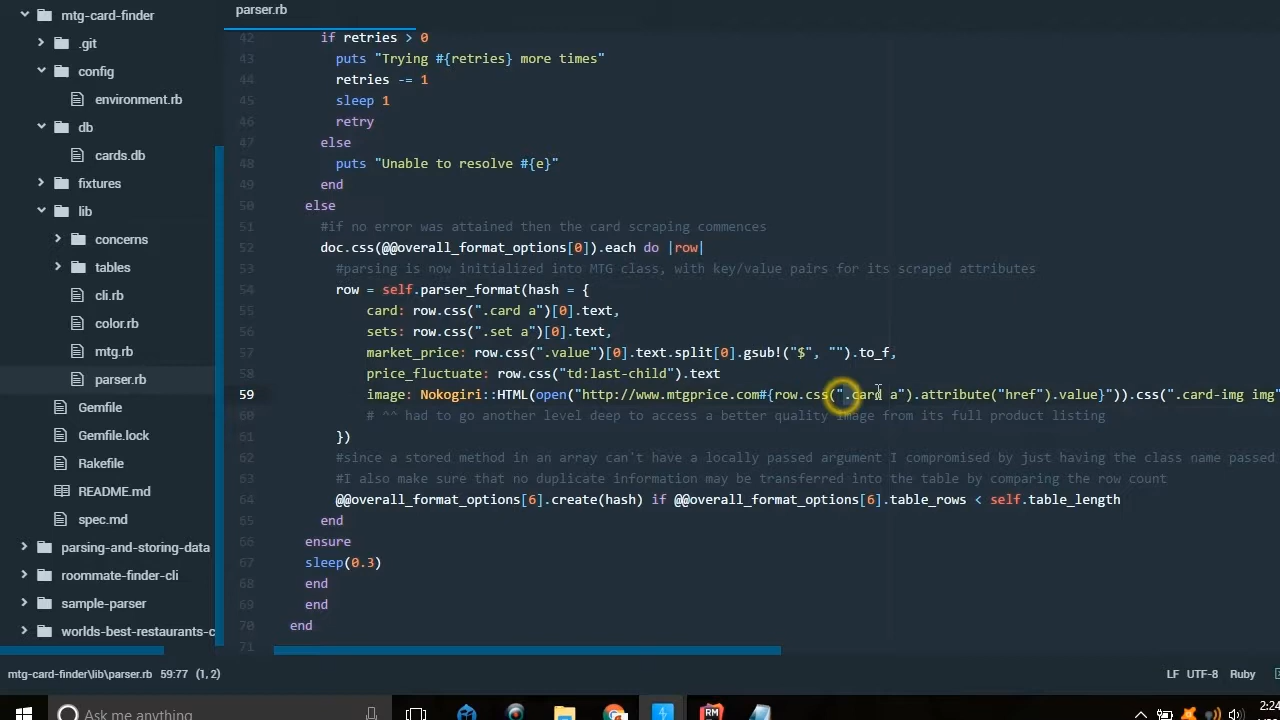 mtg-card-finder
.git
config
environment.rb
db
cards.db
fixtures
lib
concerns
tables
cli.rb
color.rb
mtg.rb
parser.rb
Gemfile
Gemfile.lock
Rakefile
README.md
spec.md
parsing-and-storing-data
roommate-finder-cli
sample-parser
worlds-best-restaurants-c
parser.rb
42 if retries > 0
43 puts "Trying #{retries} more times"
44 retries -= 1
45 sleep 1
46 retry
47 else
48 puts "Unable to resolve #{e}"
49 end
50 else
51 #if no error was attained then the card scraping commences
52 doc.css(@@overall_format_options[0]).each do |row|
53 #parsing is now initialized into MTG class, with key/value pairs for its scraped attributes
54 row = self.parser_format(hash = {
55 card: row.css(".card a")[0].text,
56 sets: row.css(".set a")[0].text,
57 market_price: row.css(".value")[0].text.split[0].gsub!("$", "").to_f,
58 price_fluctuate: row.css("td:last-child").text
59 image: Nokogiri::HTML(open("http://www.mtgprice.com#{row.css(".card a").attribute("href").value}")).css(".card-img img"
60 # ^^ had to go another level deep to access a better quality image from its full product listing
61 })
62 #since a stored method in an array can't have a locally passed argument I compromised by just having the class name passed
63 #I also make sure that no duplicate information may be transferred into the table by comparing the row count
64 @@overall_format_options[6].create(hash) if @@overall_format_options[6].table_rows < self.table_length
65 end
66 ensure
67 sleep(0.3)
68 end
69 end
70 end
71
mtg-card-finder\lib\parser.rb 59:77 (1, 2)
LF UTF-8 Ruby
Ask me anything
2:24